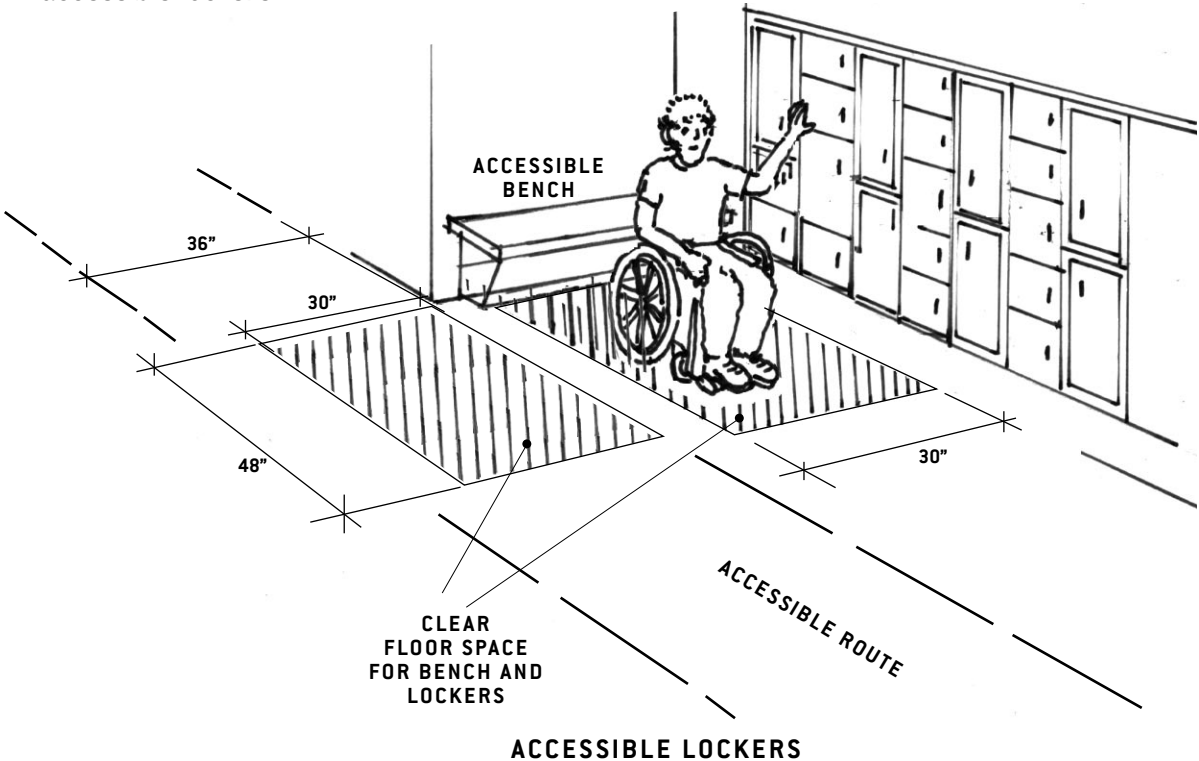 ACCESSIBLE
BENCH
36”
30”
48”
30”
CLEAR
FLOOR SPACE
FOR BENCH AND
LOCKERS
ACCESSIBLE ROUTE
ACCESSIBLE LOCKERS